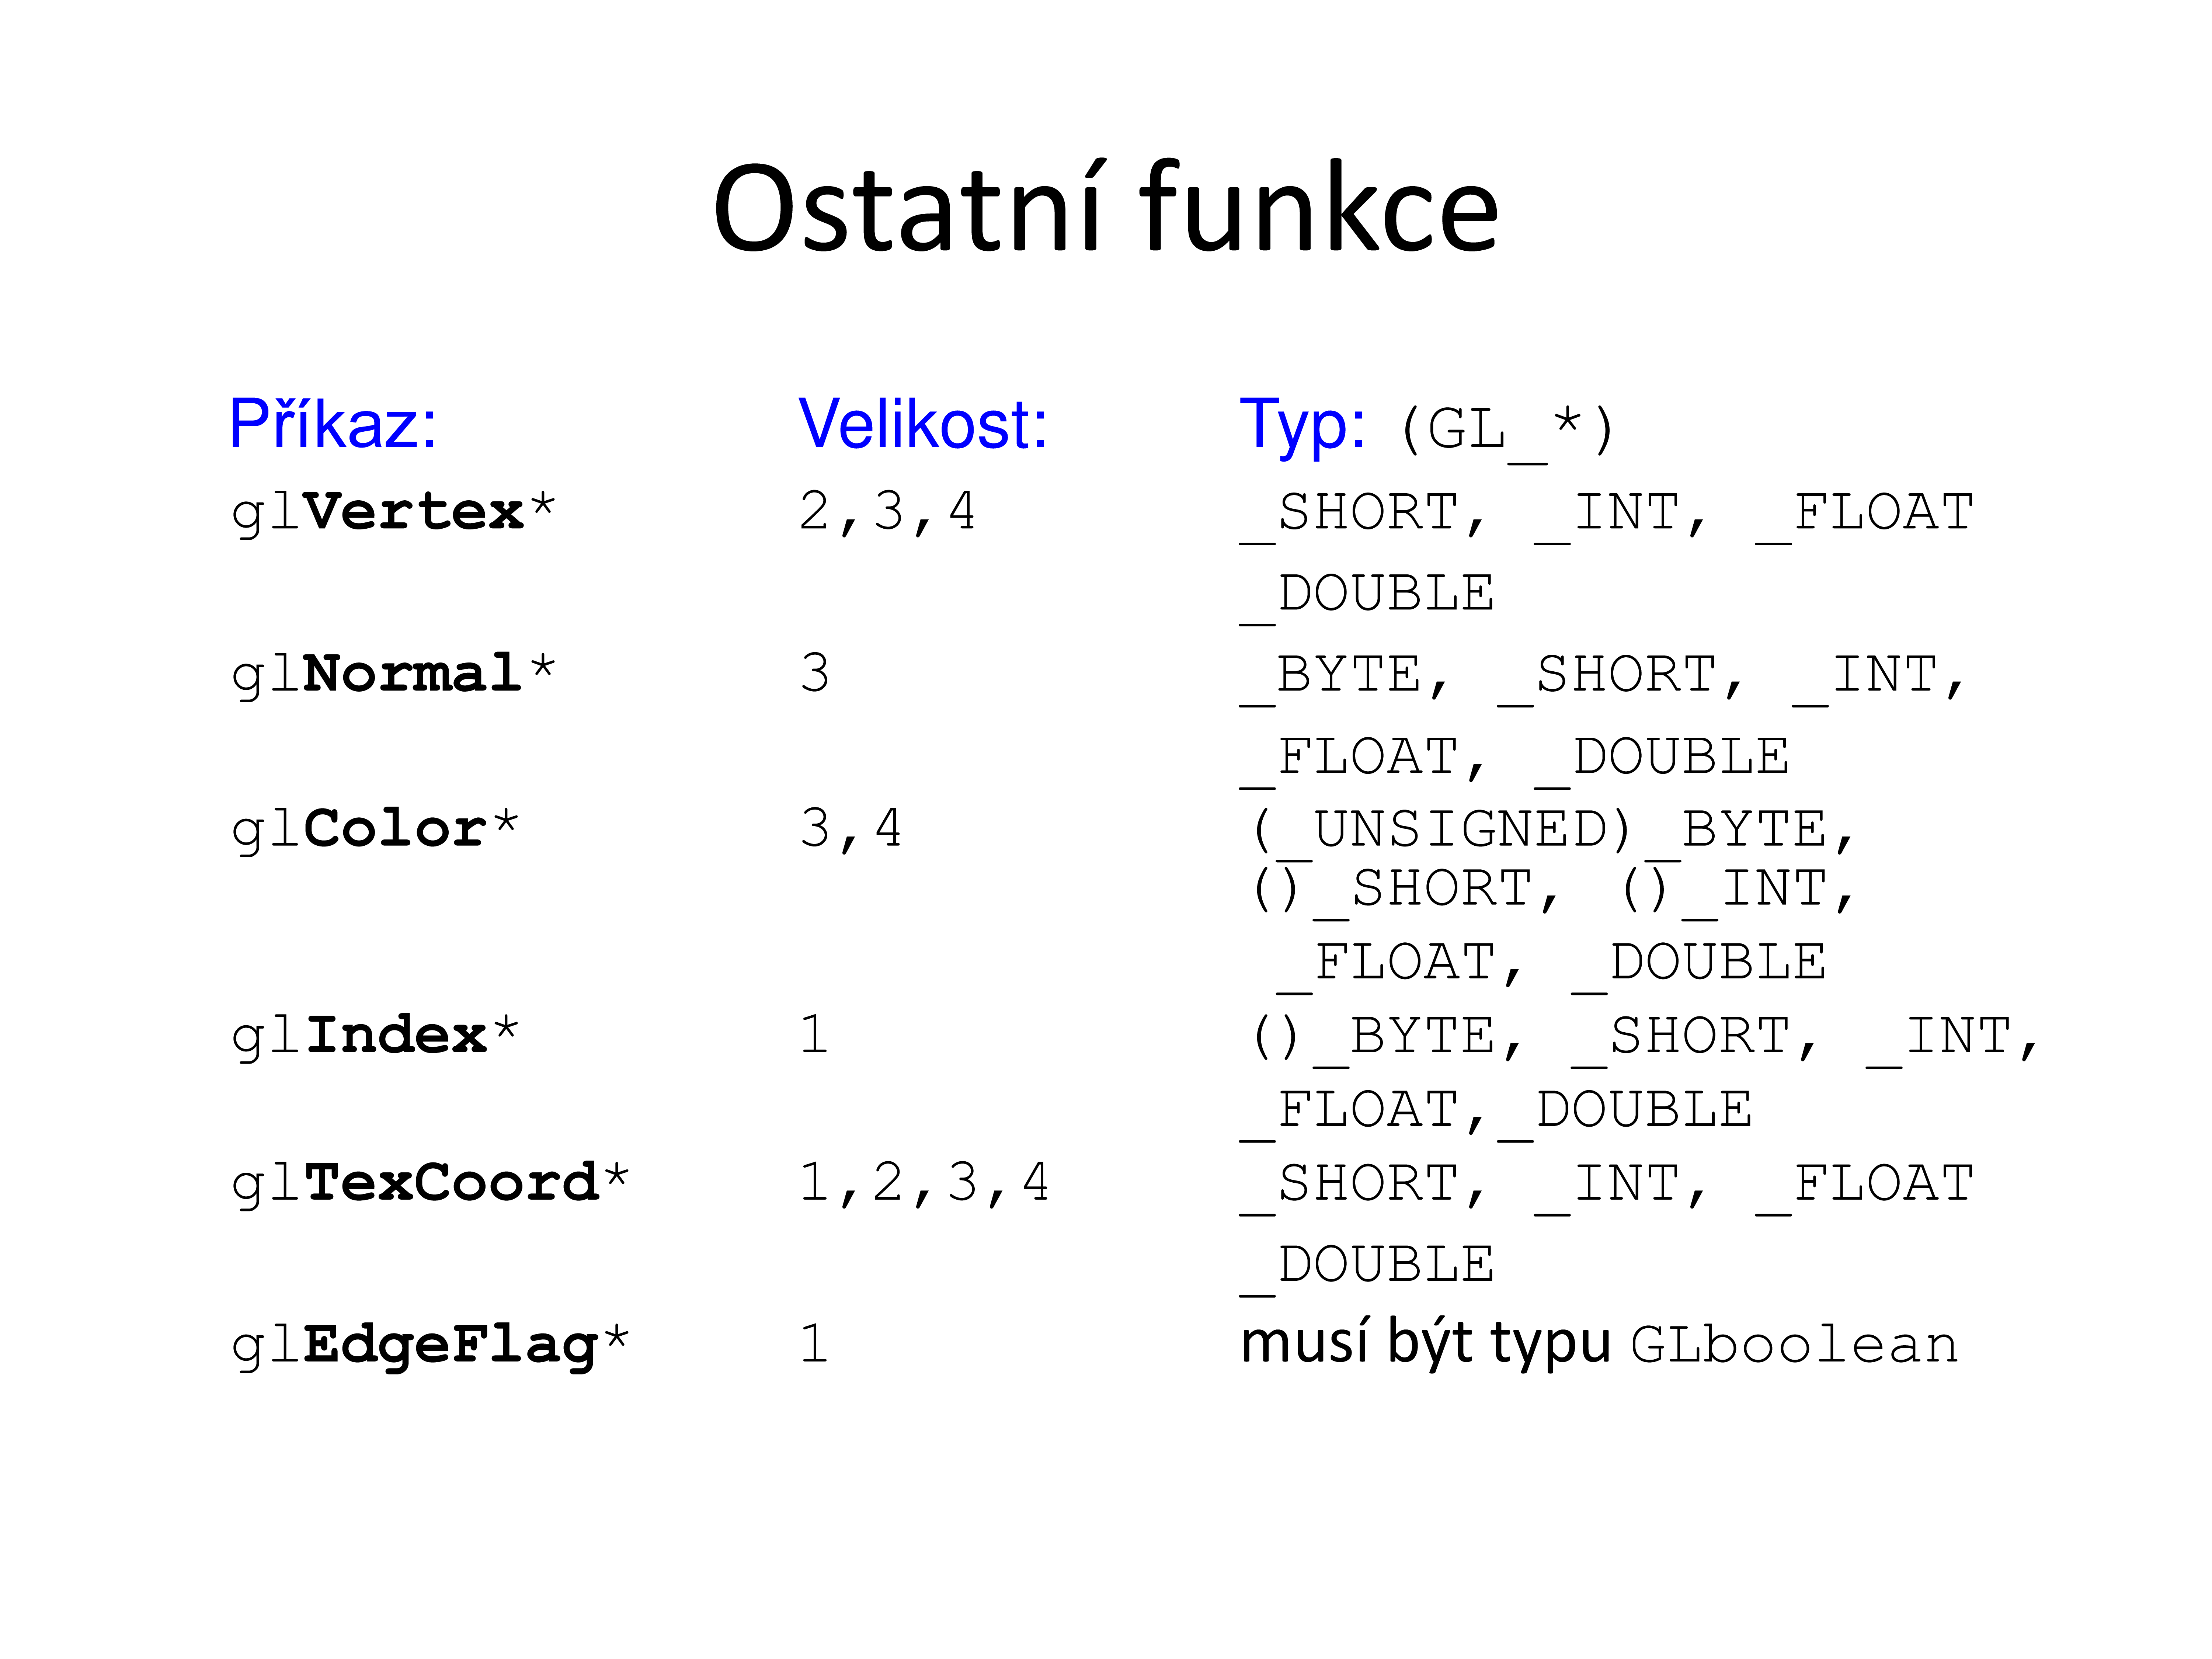 Ostatní funkce
Příkaz: Velikost: Typ: (GL_*)
glVertex* 2,3,4 _SHORT, _INT, _FLOAT
_DOUBLE
glNormal* 3 _BYTE, _SHORT, _INT,
_FLOAT, _DOUBLE
glColor* 3,4 (_UNSIGNED)_BYTE,
()_SHORT, ()_INT,
_FLOAT, _DOUBLE
glIndex* 1 ()_BYTE, _SHORT, _INT,
_FLOAT,_DOUBLE
glTexCoord* 1,2,3,4 _SHORT, _INT, _FLOAT
_DOUBLE
glEdgeFlag* 1 musí být typu GLboolean